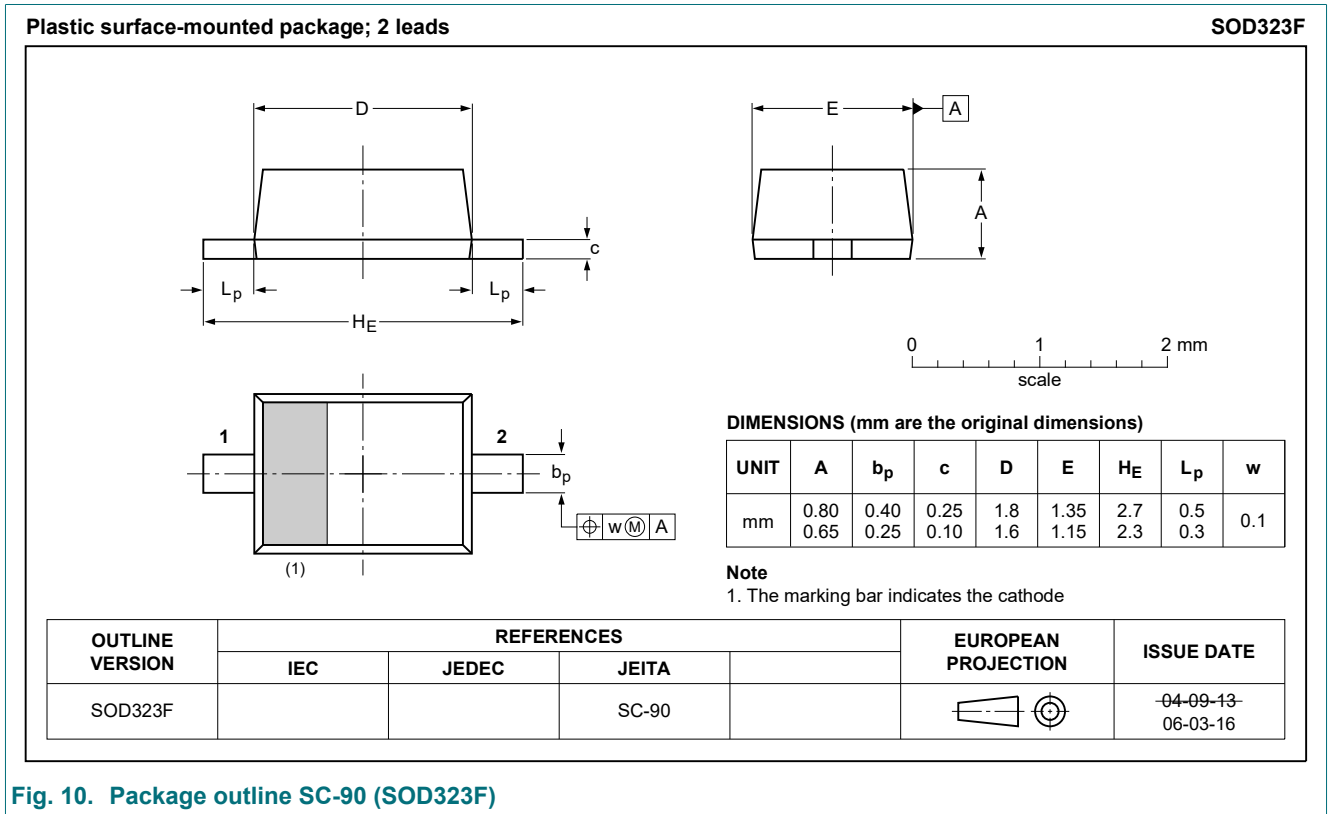 Plastic surface-mounted package; 2 leads SOD323F
D
E A
A
c
Lp Lp
HE
0 1 2 mm
scale
1 2
bp
w M A
(1)
DIMENSIONS (mm are the original dimensions)
UNIT A bp c D E HE Lp w
mm 0.80 0.40 0.25 1.8 1.35 2.7 0.5 0.1
0.65 0.25 0.10 1.6 1.15 2.3 0.3
Note
1. The marking bar indicates the cathode
OUTLINE VERSION REFERENCES EUROPEAN PROJECTION ISSUE DATE
IEC JEDEC JEITA
SOD323F SC-90 04-09-13
06-03-16
Fig. 10. Package outline SC-90 (SOD323F)